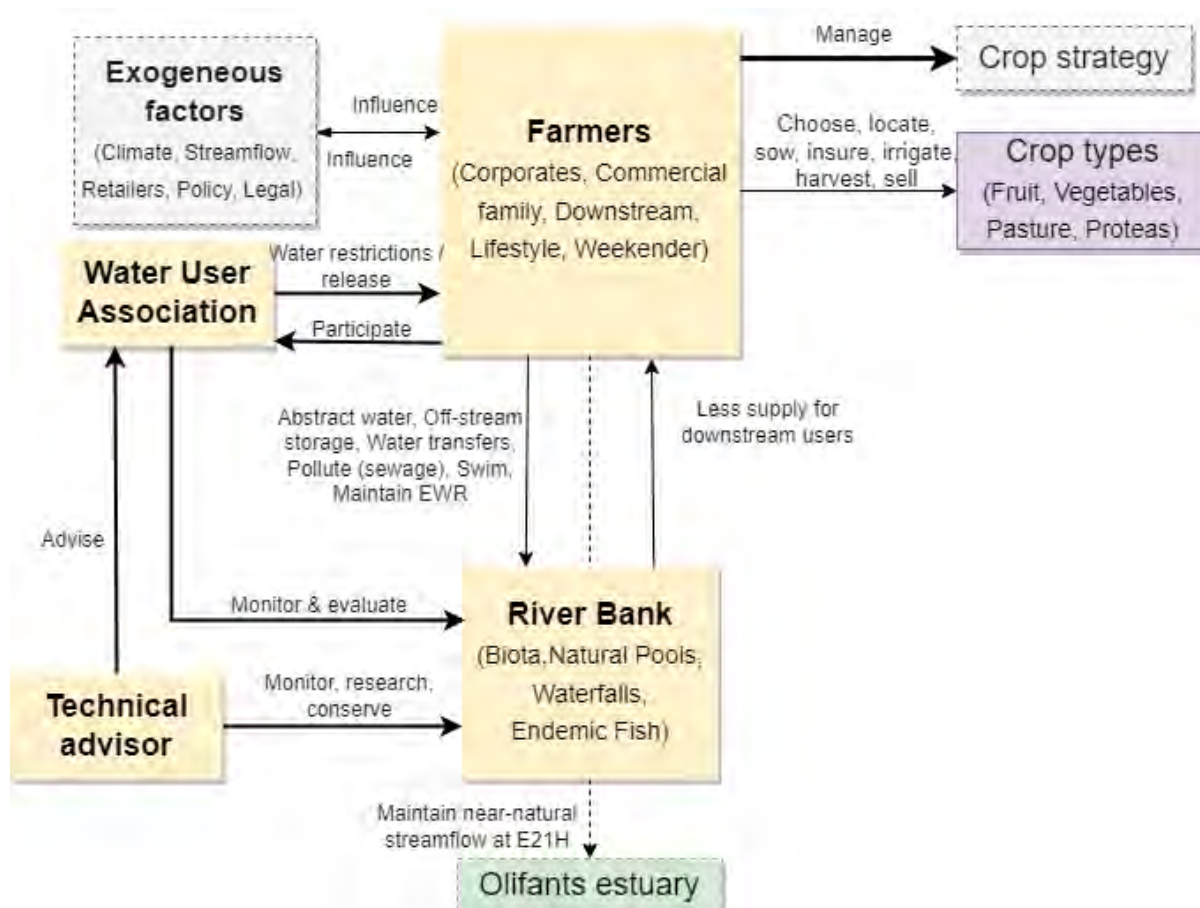 Exogeneous
factors
(Climate, Streamflow,
Retailers, Policy, Legal)
Influence
Influence
Farmers
(Corporates, Commercial
family, Downstream,
Lifestyle, Weekender)
Manage
Crop strategy
Choose, locate,
sow, insure, irrigate,
harvest, sell
Crop types
(Fruit, Vegetables,
Pasture, Proteas)
Water User
Association
Water restrictions /
release
Participate
Abstract water, Off-stream
storage, Water transfers,
Pollute (sewage), Swim,
Maintain EWR
Less supply for
downstream users
Advise
Monitor & evaluate
River Bank
(Biota,Natural Pools,
Waterfalls,
Endemic Fish)
Technical
advisor
Monitor, research,
conserve
Maintain near-natural
streamflow at E21H
Olifants estuary